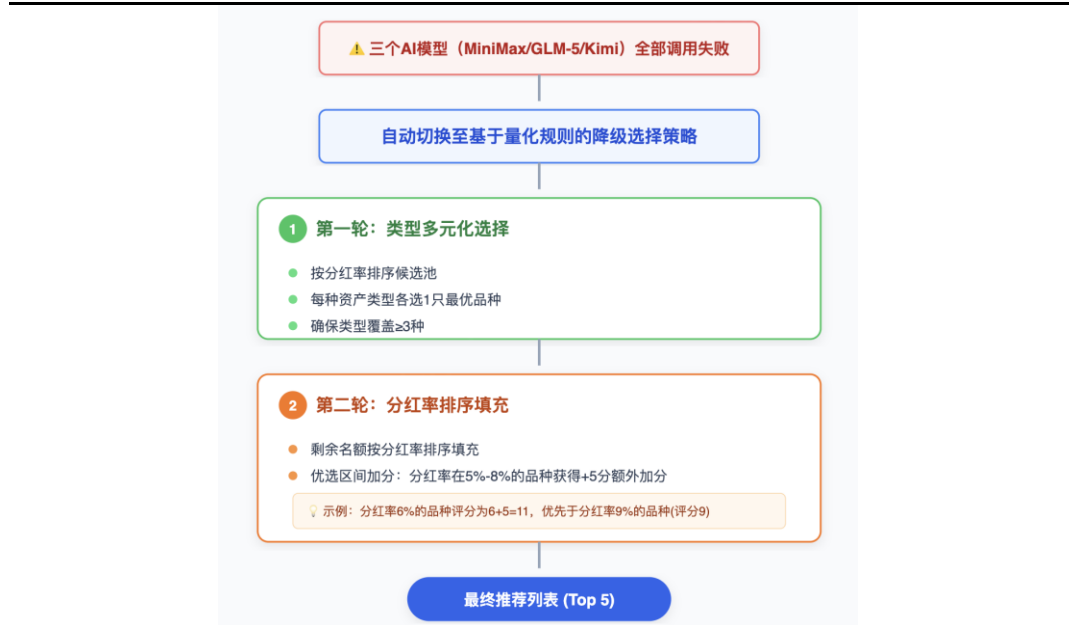 ⚠️ 三个AI模型（MiniMax/GLM-5/Kimi）全部调用失败
自动切换至基于量化规则的降级选择策略
1 第一轮：类型多元化选择
按分红率排序候选池
每种资产类型各选1只最优品种
确保类型覆盖≥3种
2 第二轮：分红率排序填充
剩余名额按分红率排序填充
优选区间加分：分红率在5%-8%的品种获得+5分额外加分
💡 示例：分红率6%的品种评分为6+5=11，优先于分红率9%的品种(评分9)
最终推荐列表 (Top 5)